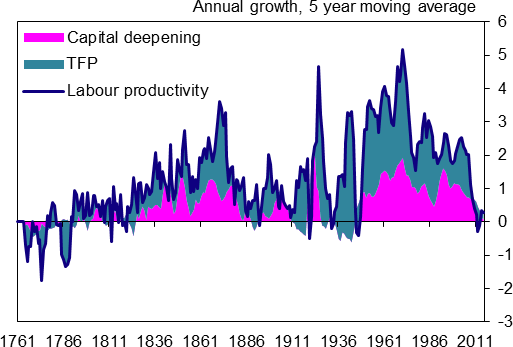 Annual growth, 5 year moving average
Capital deepening
TFP
Labour productivity
6
5
4
3
2
1
0
-1
-2
-3
1761 1786 1811 1836 1861 1886 1911 1936 1961 1986 2011